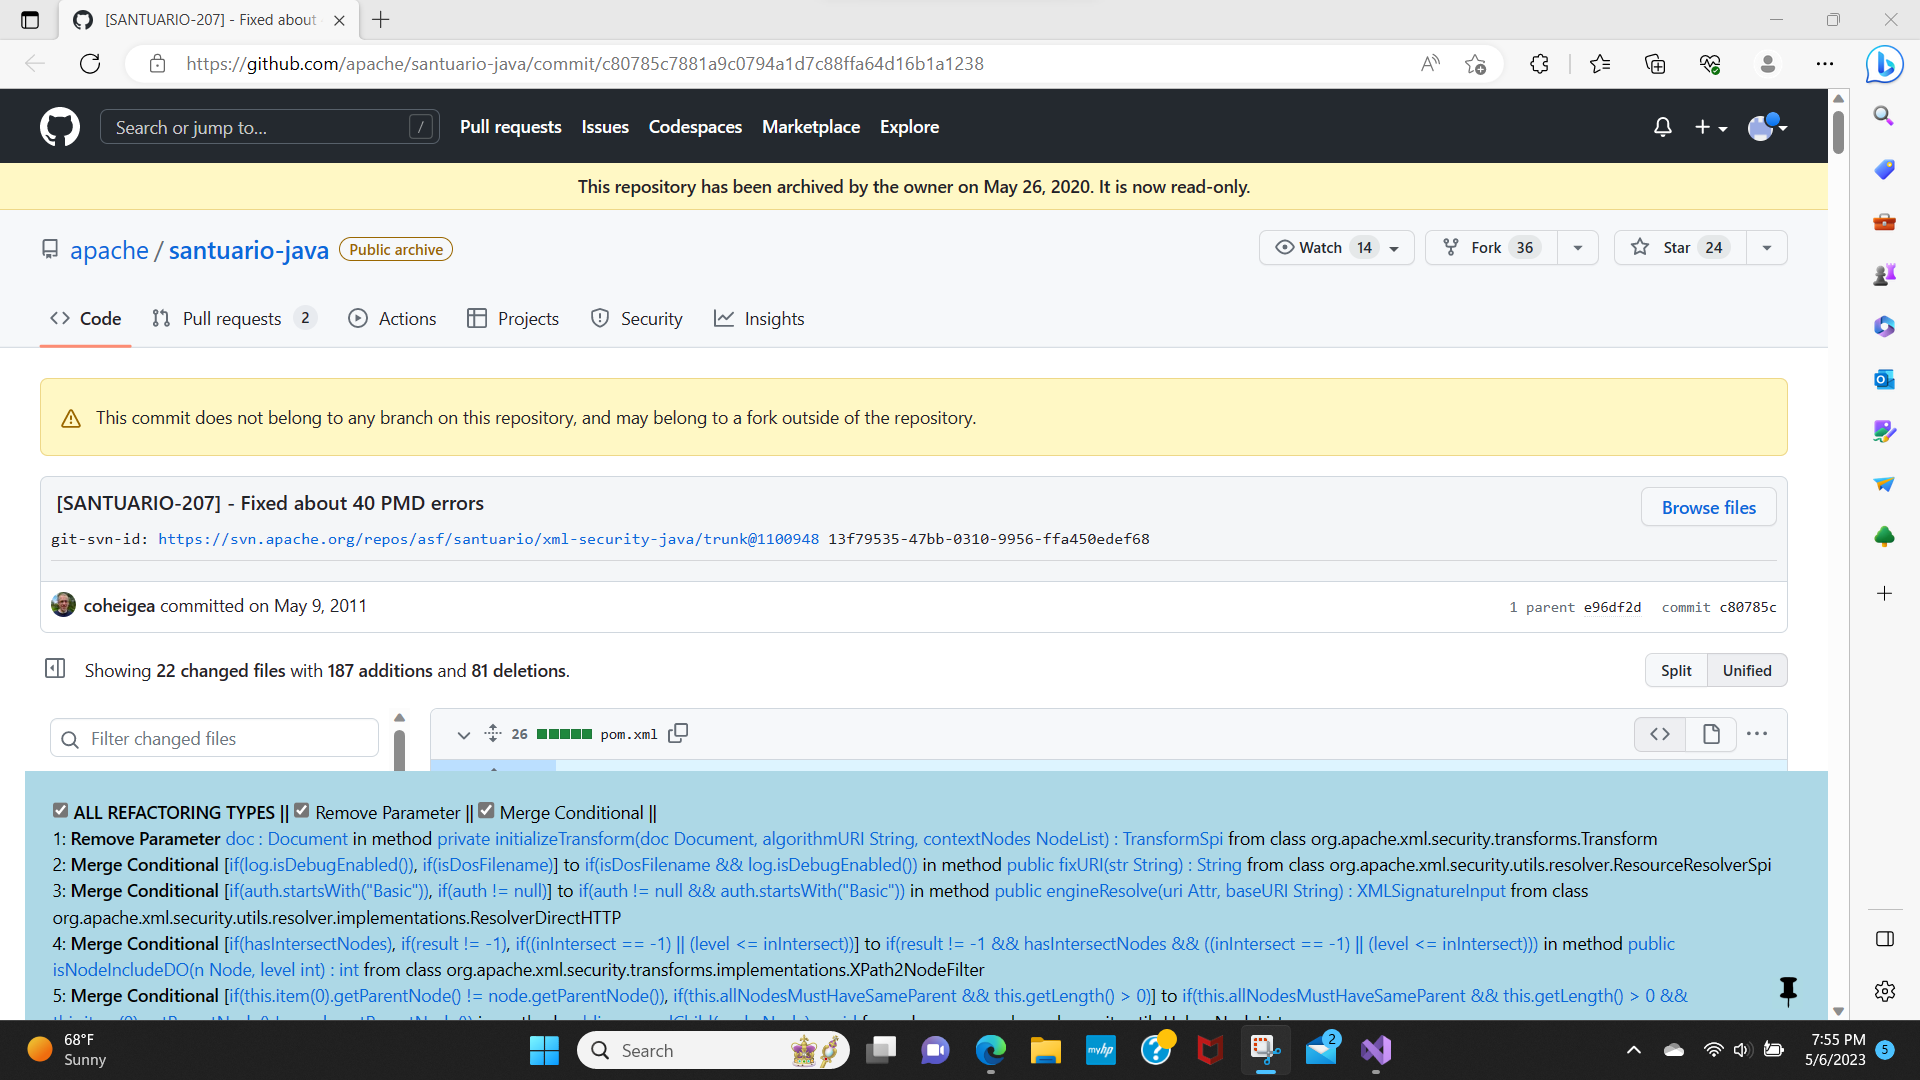 [SANTUARIO-207] - Fixed about
https://github.com/apache/santuario-java/commit/c80785c7881a9c0794a1d7c88ffa64d16b1a1238
Search or jump to... / Pull requests Issues Codespaces Marketplace Explore
This repository has been archived by the owner on May 26, 2020. It is now read-only.
apache / santuario-java Public archive Watch 14 Fork 36 Star 24
Code Pull requests 2 Actions Projects Security Insights
This commit does not belong to any branch on this repository, and may belong to a fork outside of the repository.
[SANTUARIO-207] - Fixed about 40 PMD errors Browse files
git-svn-id: https://svn.apache.org/repos/asf/santuario/xml-security-java/trunk@1100948 13f79535-47bb-0310-9956-ffa450edef68
coheigea committed on May 9, 2011 1 parent e96df2d commit c80785c
Showing 22 changed files with 187 additions and 81 deletions. Split Unified
Filter changed files 26 pom.xml
ALL REFACTORING TYPES || Remove Parameter || Merge Conditional ||
1: Remove Parameter doc : Document in method private initializeTransform(doc Document, algorithmURI String, contextNodes NodeList) : TransformSpi from class org.apache.xml.security.transforms.Transform
2: Merge Conditional [if(log.isDebugEnabled()), if(isDosFilename)] to if(isDosFilename && log.isDebugEnabled()) in method public fixURI(str String) : String from class org.apache.xml.security.utils.resolver.ResourceResolverSpi
3: Merge Conditional [if(auth.startsWith("Basic")), if(auth != null)] to if(auth != null && auth.startsWith("Basic")) in method public engineResolve(uri Attr, baseURI String) : XMLSignatureInput from class
org.apache.xml.security.utils.resolver.implementations.ResolverDirectHTTP
4: Merge Conditional [if(hasIntersectNodes), if(result != -1), if((inIntersect == -1) || (level <= inIntersect))] to if(result != -1 && hasIntersectNodes && ((inIntersect == -1) || (level <= inIntersect))) in method public
isNodeIncludeDO(n Node, level int) : int from class org.apache.xml.security.transforms.implementations.XPath2NodeFilter
5: Merge Conditional [if(this.item(0).getParentNode() != node.getParentNode()), if(this.allNodesMustHaveSameParent && this.getLength() > 0)] to if(this.allNodesMustHaveSameParent && this.getLength() > 0 &&
68°F
Sunny
Search
myhp
2
7:55 PM
5/6/2023
5